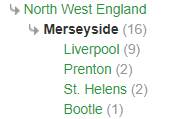 North West England
Merseyside (16)
Liverpool (9)
Prenton (2)
St. Helens (2)
Bootle (1)